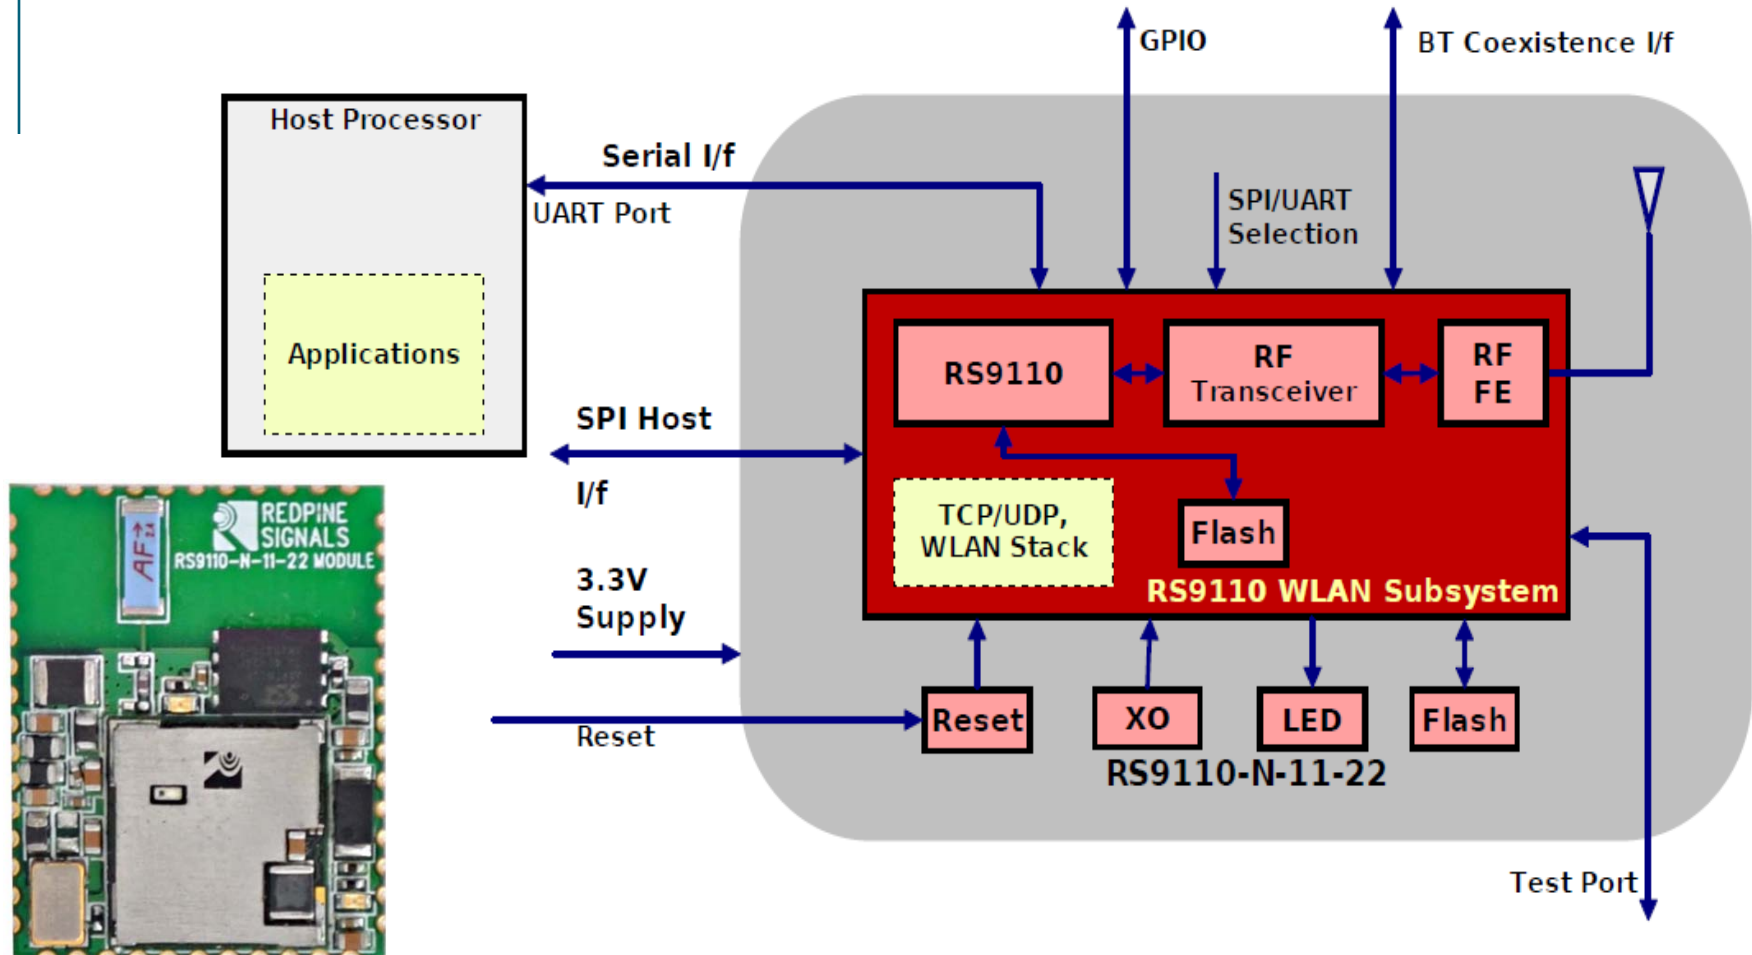 GPIO
BT Coexistence I/f
Host Processor
Serial I/f
UART Port
SPI/UART
Selection
Applications
RS9110
RF
Transceiver
RF
FE
SPI Host
I/f
TCP/UDP,
WLAN Stack
Flash
RS9110 WLAN Subsystem
3.3V
Supply
Reset
Reset
XO
LED
Flash
RS9110-N-11-22
Test Port
REDPINE
SIGNALS
RS9110-N-11-22 MODULE
AF